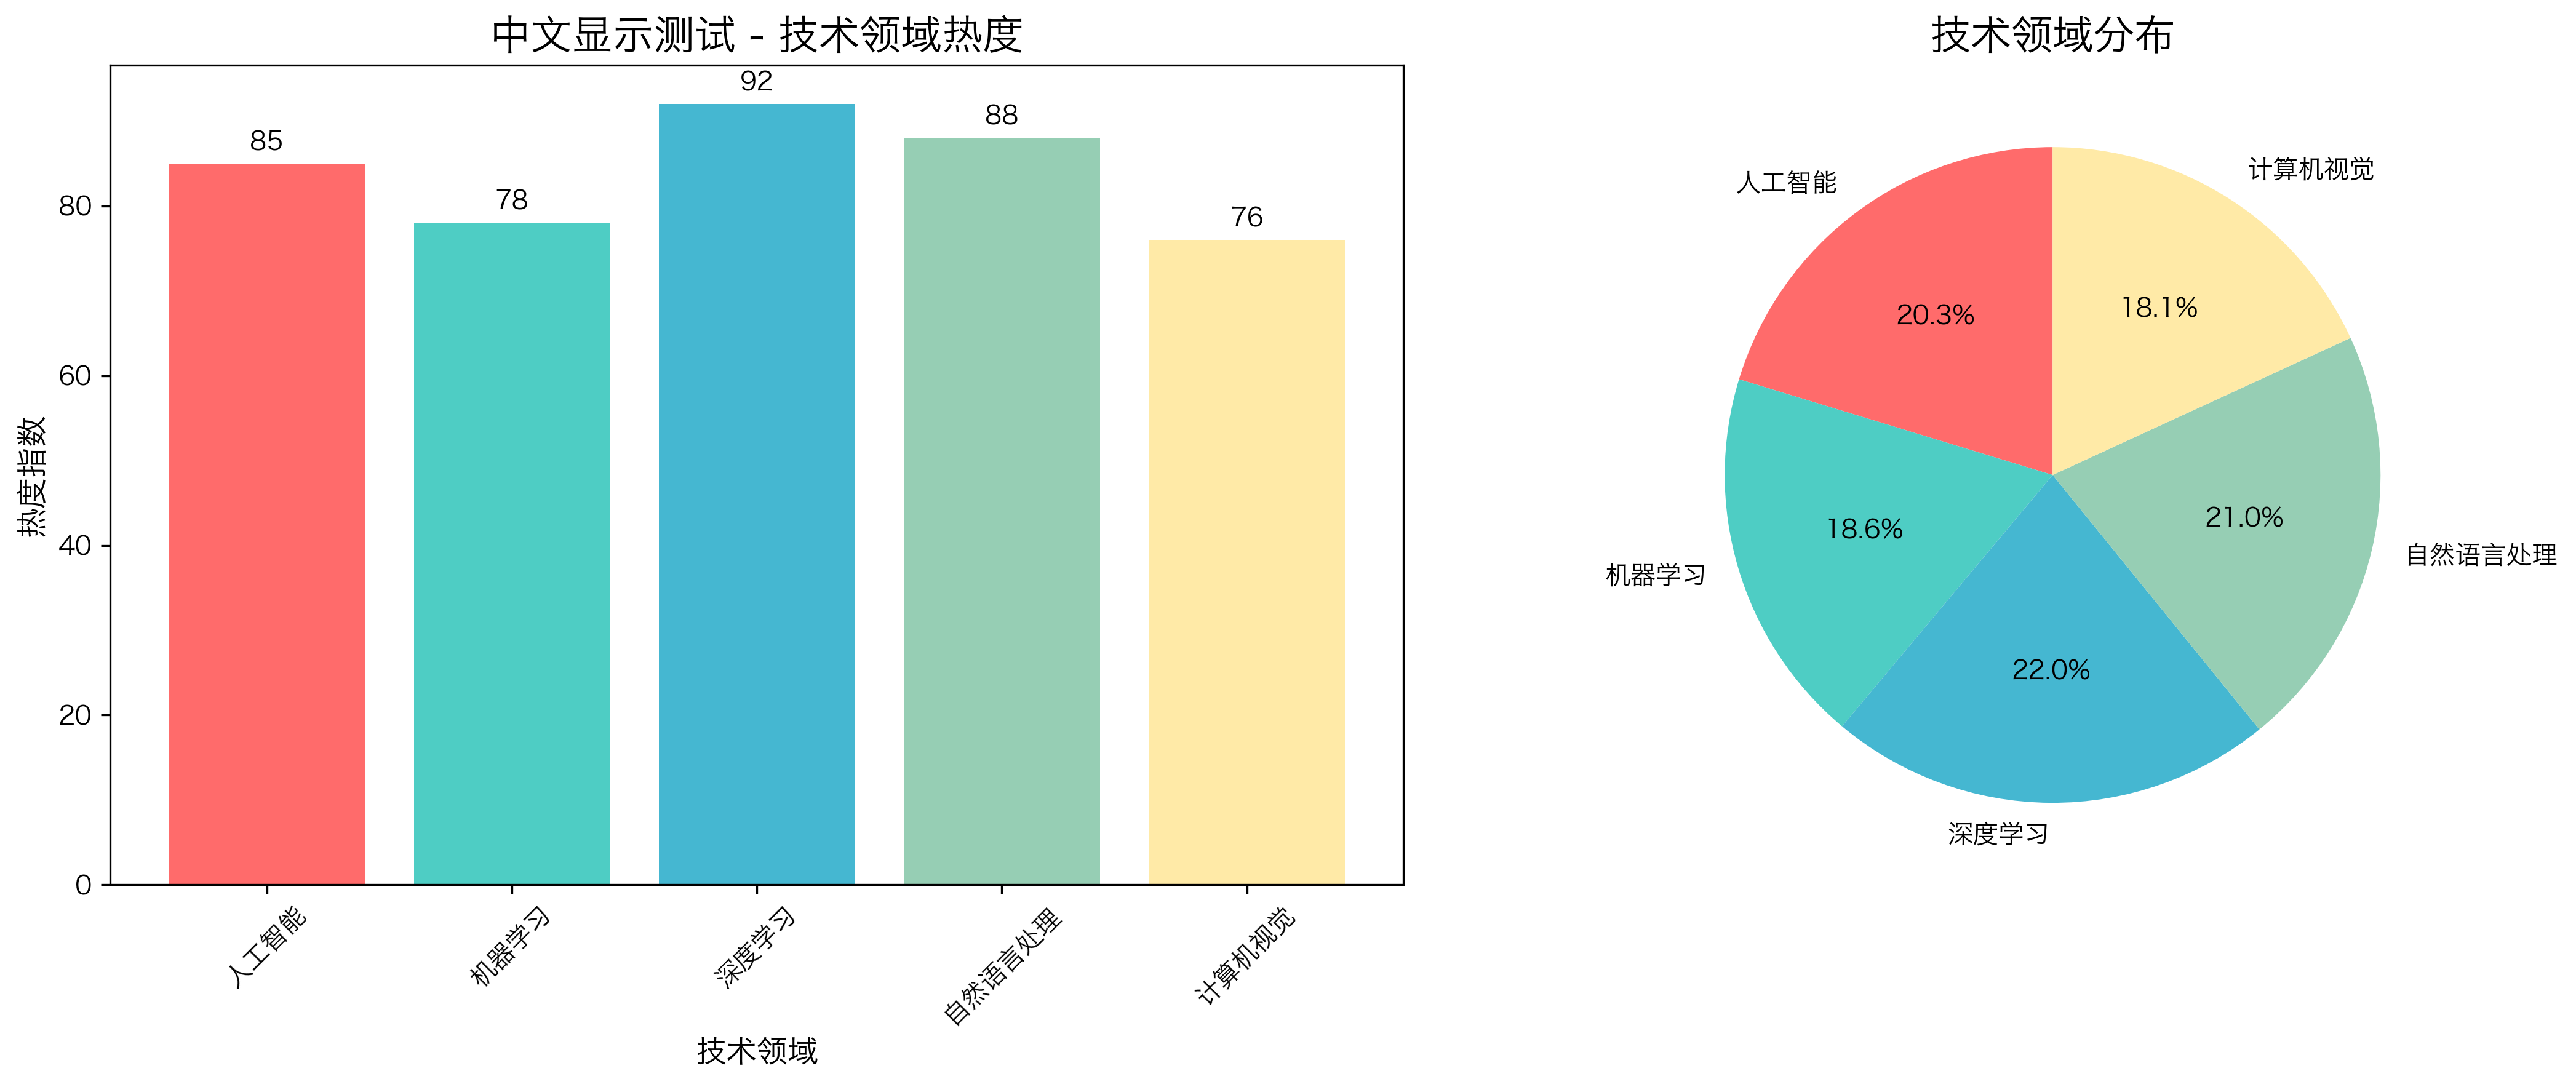 中文显示测试 - 技术领域热度
92
88
85
78
76
80
60
40
20
0
热度指数
人工智能
机器学习
深度学习
自然语言处理
计算机视觉
技术领域
技术领域分布
计算机视觉
人工智能
18.1%
20.3%
21.0%
18.6%
自然语言处理
机器学习
22.0%
深度学习